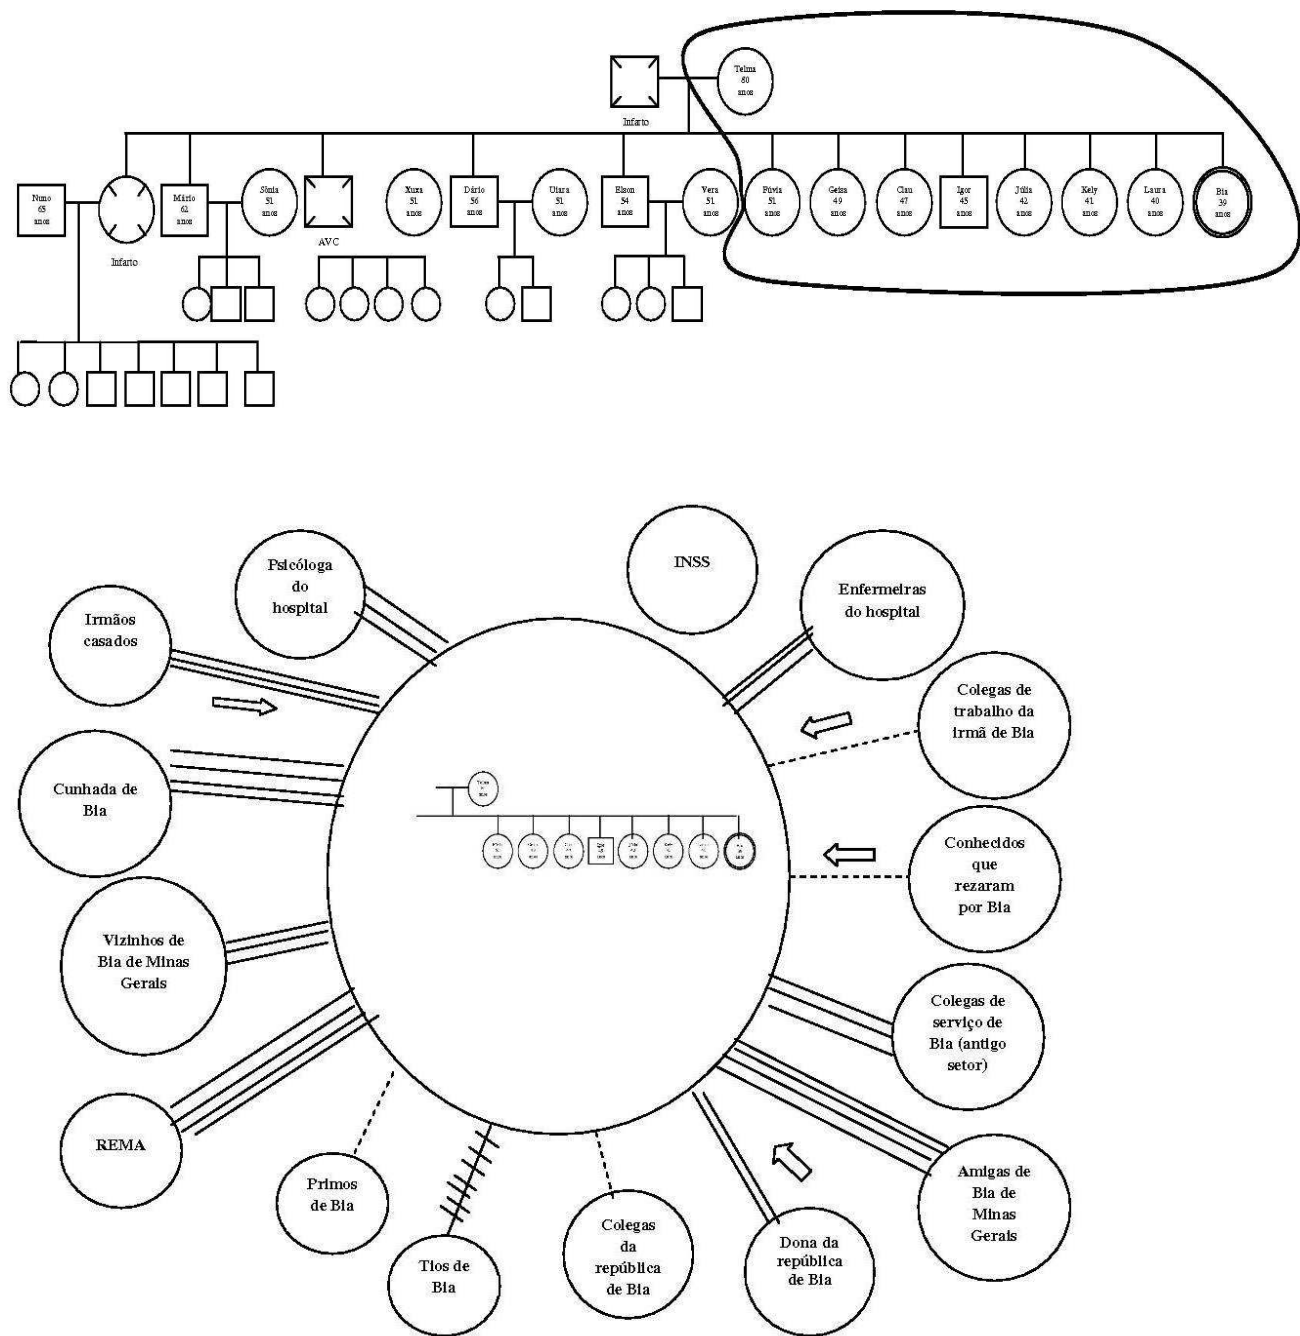 Telma
80
anos
Infarto
Nuno
65
anos
Infarto
Mário
62
anos
Sônia
51
anos
AVC
Xuxa
51
anos
Dário
56
anos
Uiara
51
anos
Elson
54
anos
Vera
51
anos
Fúvia
51
anos
Geisa
49
anos
Clau
47
anos
Igor
45
anos
Júlia
42
anos
Kely
41
anos
Laura
40
anos
Bia
39
anos
Psicóloga
do
hospital
INSS
Enfermeiras
do hospital
Irmãos
casados
Colegas de
trabalho da
irmã de Bia
Cunhada de
Bia
Conhecidos
que
rezaram
por Bia
Vizinhos de
Bia de Minas
Gerais
Colegas de
serviço de
Bia (antigo
setor)
REMA
Primos
de Bia
Tios de
Bia
Colegas
da
república
de Bia
Dona da
república
de Bia
Amigas de
Bia de
Minas
Gerais